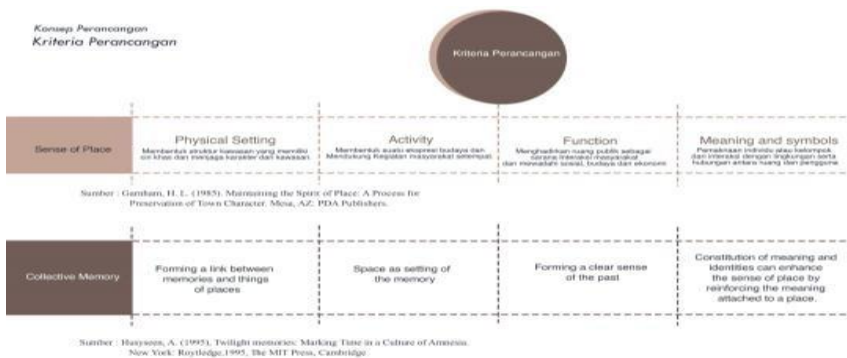 Konsep Perancangan
Kriteria Perancangan
Kriteria Perancangan
Sense of Place
Physical Setting
Membentuk struktur kawasan yang memiliki
ciri khas dan menjaga karakter dari kawasan
Activity
Membentuk suatu ekspresi budaya dan
Mendukung Kegiatan masyarakat setempat
Function
Menghadirkan ruang publik sebagai
sarana interaksi masyarakat
dan mewadahi sosial, budaya dan ekonomi
Meaning and symbols
Pemaknaan individu atau kelompok
dari interaksi dengan lingkungan serta
hubungan antara ruang dan pengguna
Sumber : Garnham, H. L. (1985). Maintaining the Spirit of Place: A Process for
Preservation of Town Character. Mesa, AZ: PDA Publishers.
Collective Memory
Forming a link between
memories and things
of places
Space as setting of
the memory
Forming a clear sense
of the past
Constitution of meaning and
identities can enhance
the sense of place by
reinforcing the meaning
attached to a place.
Sumber : Husyseen, A. (1995). Twilight memories: Marking Time in a Culture of Amnesia.
New York: Roytledge,1995, The MIT Press, Cambridge